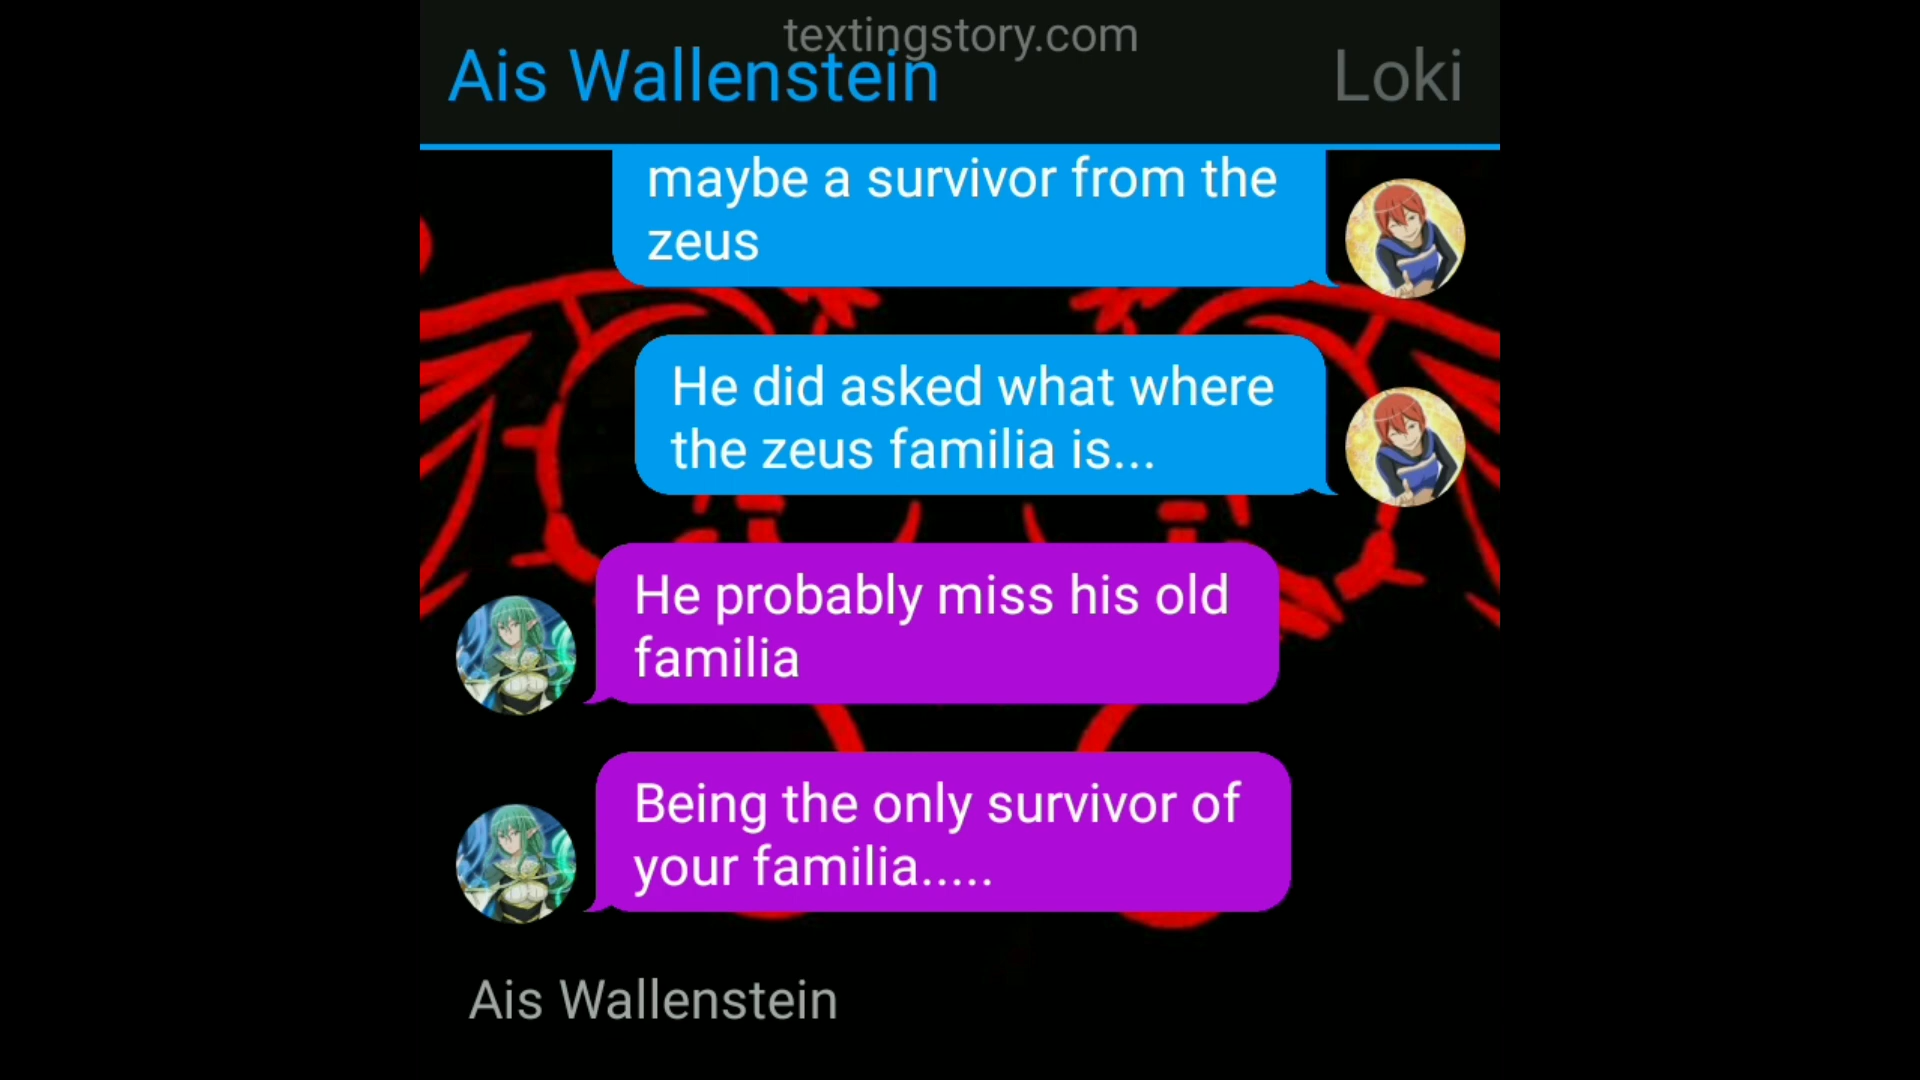 textingstory.com
Ais Wallenstein
Loki
maybe a survivor from the
zeus
He did asked what where
the zeus familia is...
He probably miss his old
familia
Being the only survivor of
your familia.....
Ais Wallenstein